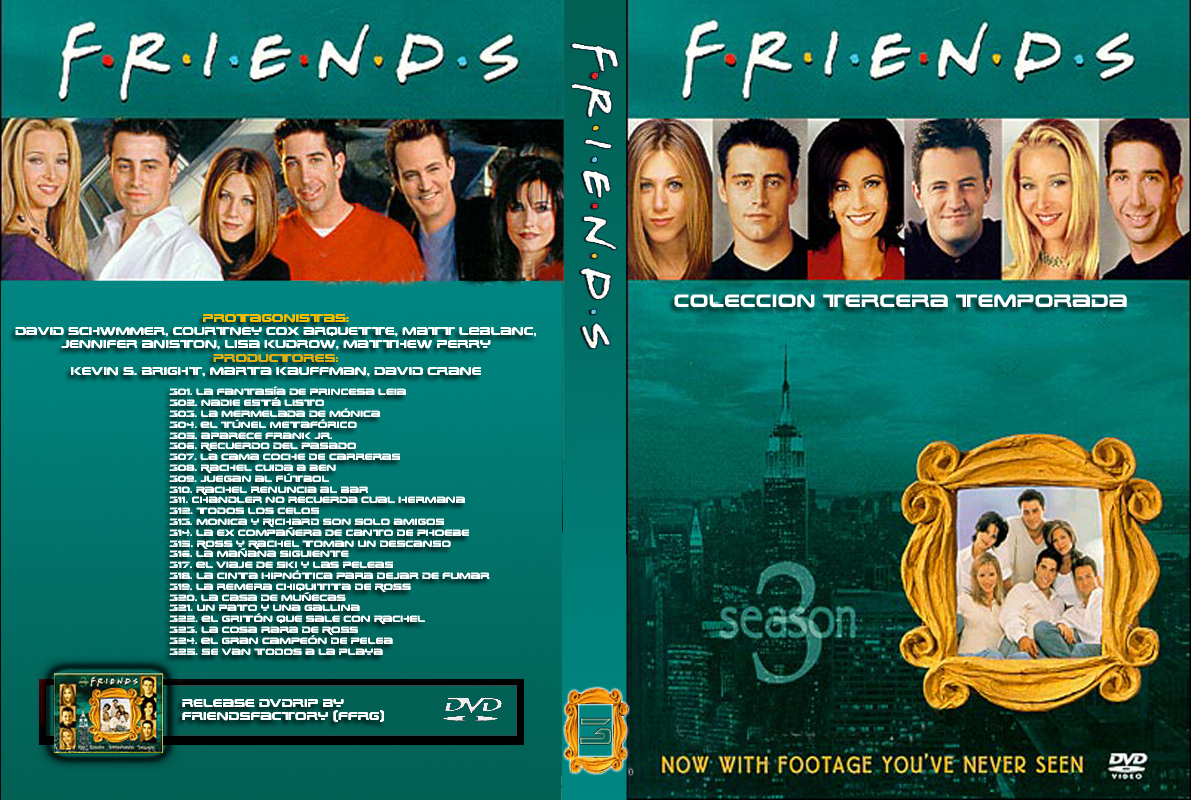 F·R·I·E·N·D·S
PROTAGONISTAS:
DAVID SCHWMMER, COURTNEY COX ARQUETTE, MATT LEBLANC,
JENNIFER ANISTON, LISA KUDROW, MATTHEW PERRY
PRODUCTORES:
KEVIN S. BRIGHT, MARTA KAUFFMAN, DAVID CRANE
301. LA FANTASÍA DE PRINCESA LEIA
302. NADIE ESTÁ LISTO
303. LA MERMELADA DE MÓNICA
304. EL TÚNEL METAFÓRICO
305. APARECE FRANK JR.
306. RECUERDO DEL PASADO
307. LA CAMA COCHE DE CARRERAS
308. RACHEL CUIDA A BEN
309. JUEGAN AL FÚTBOL
310. RACHEL RENUNCIA AL BAR
311. CHANDLER NO RECUERDA CUAL HERMANA
312. TODOS LOS CELOS
313. MONICA Y RICHARD SON SOLO AMIGOS
314. LA EX COMPAÑERA DE CANTO DE PHOEBE
315. ROSS Y RACHEL TOMAN UN DESCANSO
316. LA MAÑANA SIGUIENTE
317. EL VIAJE DE SKI Y LAS PELEAS
318. LA CINTA HIPNÓTICA PARA DEJAR DE FUMAR
319. LA REMERA CHIQUITITA DE ROSS
320. LA CASA DE MUÑECAS
321. UN PATO Y UNA GALLINA
322. EL GRITÓN QUE SALE CON RACHEL
323. LA COSA RARA DE ROSS
324. EL GRAN CAMPEÓN DE PELEA
325. SE VAN TODOS A LA PLAYA
FRIENDS
RELEASE DVDRIP BY
FRIENDSFACTORY (FFRG)
DVD
F·R·I·E·N·D·S
3
F·R·I·E·N·D·S
COLECCION TERCERA TEMPORADA
season 3
NOW WITH FOOTAGE YOU'VE NEVER SEEN
DVD
VIDEO